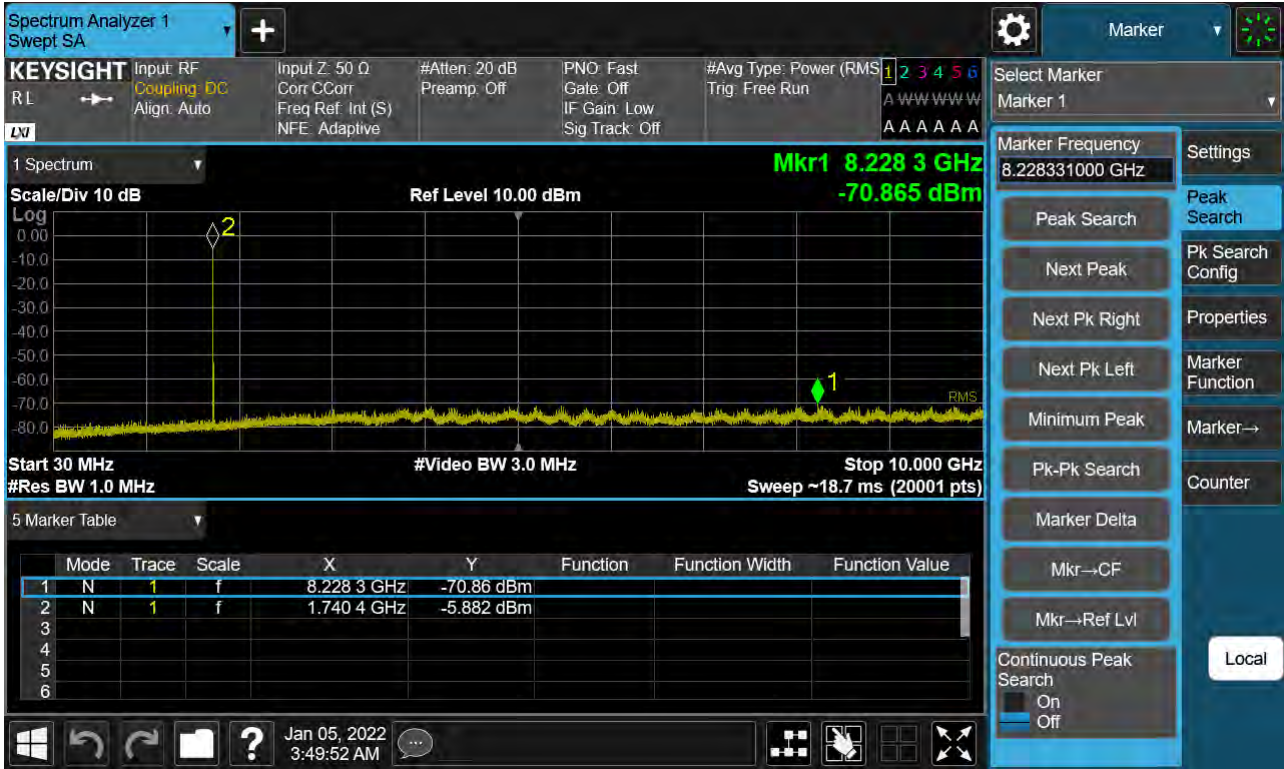 Spectrum Analyzer 1
Swept SA
+
Marker
KEYSIGHT
RL
LXI
Input: RF
Coupling: DC
Align: Auto
Input Z: 50 Ω
Corr CCorr
Freq Ref: Int (S)
NFE: Adaptive
#Atten: 20 dB
Preamp: Off
PNO: Fast
Gate: Off
IF Gain: Low
Sig Track: Off
#Avg Type: Power (RMS
Trig: Free Run
1 2 3 4 5 6
A W W W W W
A A A A A A
Select Marker
Marker 1
1 Spectrum
Mkr1 8.228 3 GHz
Scale/Div 10 dB
Ref Level 10.00 dBm
-70.865 dBm
Log
0.00
-10.0
-20.0
-30.0
-40.0
-50.0
-60.0
-70.0
-80.0
2
1
RMS
Start 30 MHz
#Video BW 3.0 MHz
Stop 10.000 GHz
#Res BW 1.0 MHz
Sweep ~18.7 ms (20001 pts)
5 Marker Table
Mode Trace Scale X Y Function Function Width Function Value
1 N 1 f 8.228 3 GHz -70.86 dBm
2 N 1 f 1.740 4 GHz -5.882 dBm
3
4
5
6
Marker Frequency
8.228331000 GHz
Peak Search
Next Peak
Next Pk Right
Next Pk Left
Minimum Peak
Pk-Pk Search
Marker Delta
Mkr→CF
Mkr→Ref Lvl
Continuous Peak
Search
On
Off
Settings
Peak
Search
Pk Search
Config
Properties
Marker
Function
Marker→
Counter
Local
?
Jan 05, 2022
3:49:52 AM